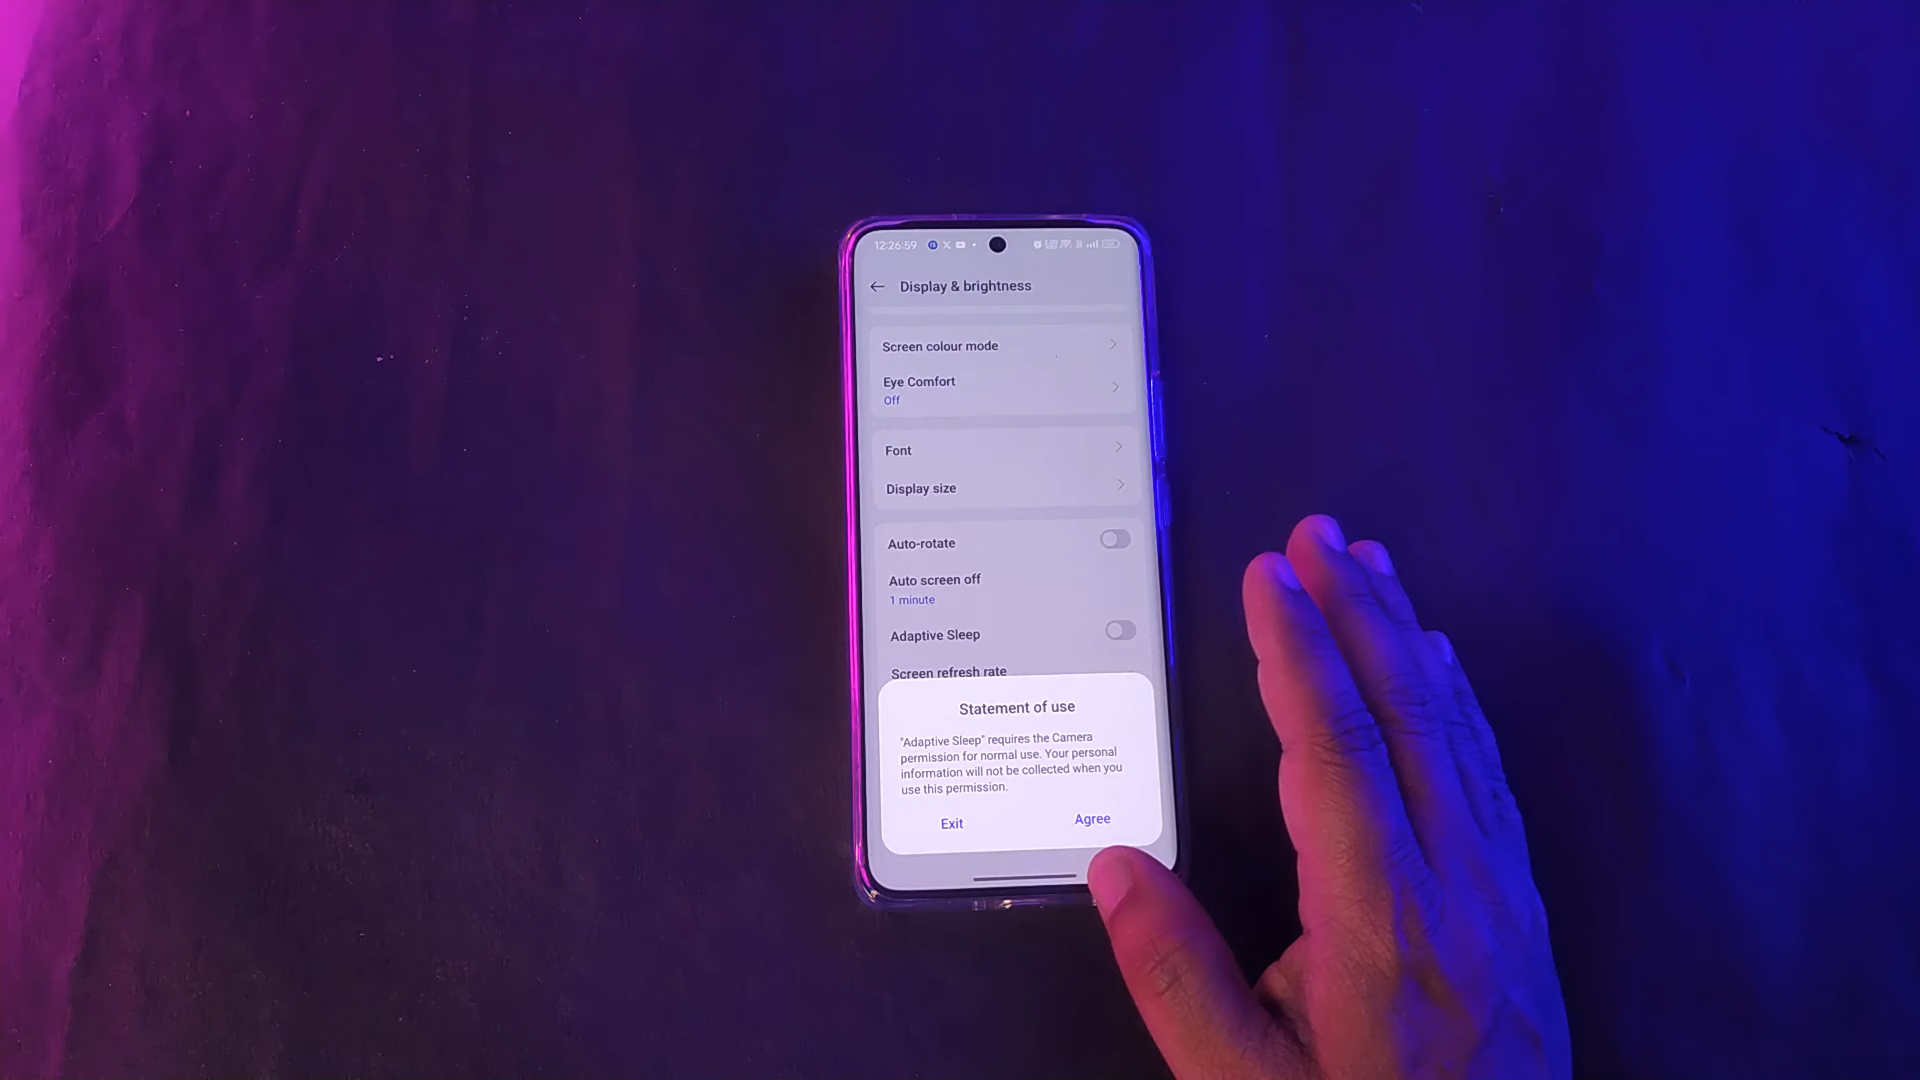 12:26:59
Display & brightness
Screen colour mode
Eye Comfort
Off
Font
Display size
Auto-rotate
Auto screen off
1 minute
Adaptive Sleep
Screen refresh rate
Statement of use
"Adaptive Sleep" requires the Camera
permission for normal use. Your personal
information will not be collected when you
use this permission.
Exit Agree